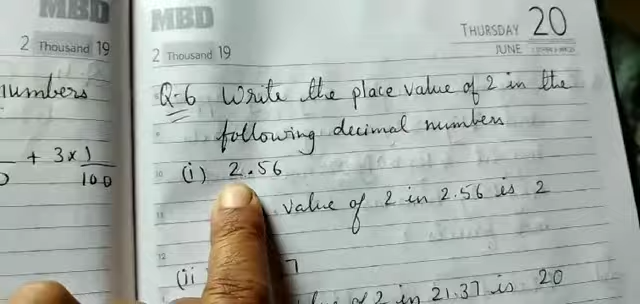 MBD
2 Thousand 19
numbers
+ 3 × 1
100
MBD
2 Thousand 19
THURSDAY 20
JUNE
Q-6 Write the place value of 2 in the
following decimal numbers
(i) 2.56
value of 2 in 2.56 is 2
(ii 7
of 2 in 21.37 is 20